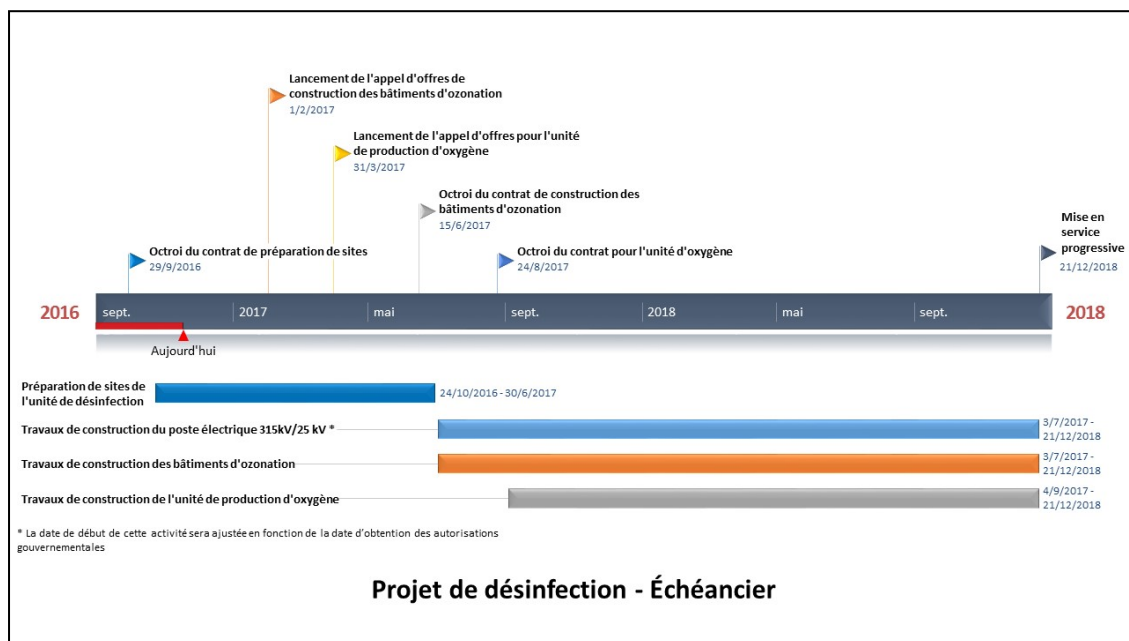 Lancement de l'appel d'offres de
construction des bâtiments d'ozonation
1/2/2017
Lancement de l'appel d'offres pour l'unité
de production d'oxygène
31/3/2017
Octroi du contrat de construction des
bâtiments d'ozonation
15/6/2017
Mise en
service
progressive
21/12/2018
Octroi du contrat de préparation de sites
29/9/2016
Octroi du contrat pour l'unité d'oxygène
24/8/2017
2016
sept.
2017
mai
sept.
2018
mai
sept.
2018
Aujourd'hui
Préparation de sites de
l'unité de désinfection
24/10/2016 - 30/6/2017
Travaux de construction du poste électrique 315kV/25 kV *
3/7/2017 -
21/12/2018
Travaux de construction des bâtiments d'ozonation
3/7/2017 -
21/12/2018
Travaux de construction de l'unité de production d'oxygène
4/9/2017 -
21/12/2018
* La date de début de cette activité sera ajustée en fonction de la date d'obtention des autorisations
gouvernementales
Projet de désinfection - Échéancier